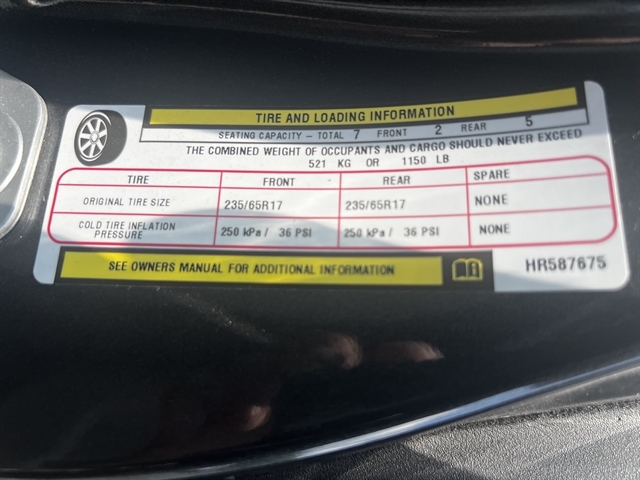 TIRE AND LOADING INFORMATION
SEATING CAPACITY - TOTAL 7 FRONT 2 REAR 5
THE COMBINED WEIGHT OF OCCUPANTS AND CARGO SHOULD NEVER EXCEED
521 KG OR 1150 LB
TIRE FRONT REAR SPARE
ORIGINAL TIRE SIZE 235/65R17 235/65R17 NONE
COLD TIRE INFLATION PRESSURE 250 kPa / 36 PSI 250 kPa / 36 PSI NONE
SEE OWNERS MANUAL FOR ADDITIONAL INFORMATION HR587675